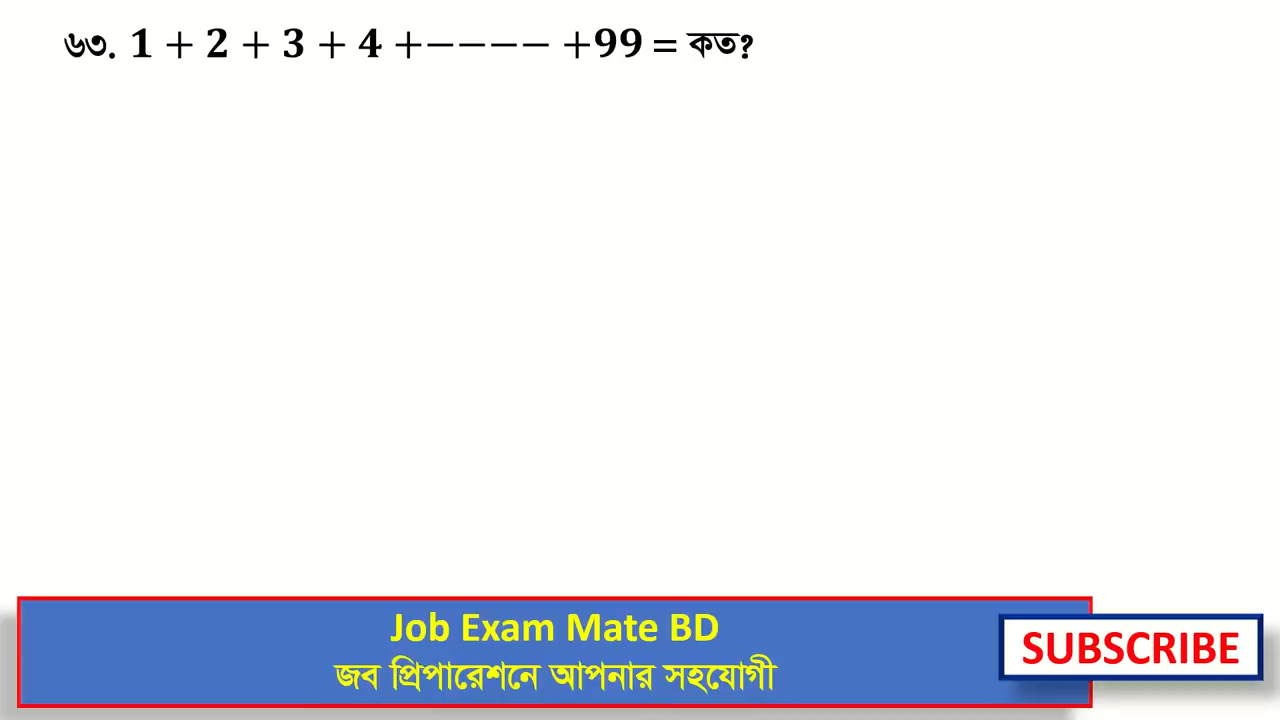 ৬৩. 1 + 2 + 3 + 4 +−−−− +99 = কত?
Job Exam Mate BD
জব প্রিপারেশনে আপনার সহযোগী
SUBSCRIBE